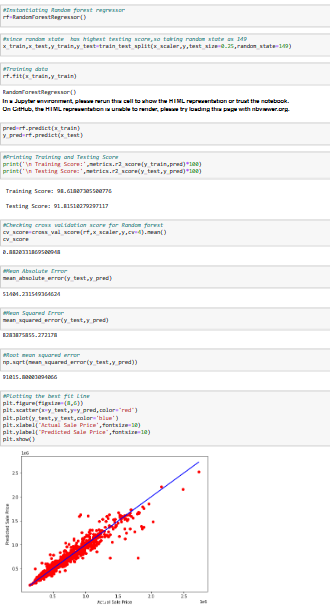 #Instantiating Random forest regressor
rf=RandomForestRegressor()
#since random state has highest testing score,so taking random state as 149
x_train,x_test,y_train,y_test=train_test_split(x_scaler,y,test_size=0.25,random_state=149)
#Training data
rf.fit(x_train,y_train)
RandomForestRegressor()
In a Jupyter environment, please rerun this cell to show the HTML representation or trust the notebook.
On GitHub, the HTML representation is unable to render, please try loading this page with nbviewer.org.
pred=rf.predict(x_train)
y_pred=rf.predict(x_test)
#Printing Training and Testing Score
print('\n Training Score:',metrics.r2_score(y_train,pred)*100)
print('\n Testing Score:',metrics.r2_score(y_test,y_pred)*100)
Training Score: 98.61807305500776
Testing Score: 91.81510279297117
#Checking cross validation score for Random forest
cv_score=cross_val_score(rf,x_scaler,y,cv=4).mean()
cv_score
0.8820331869500948
#Mean Absolute Error
mean_absolute_error(y_test,y_pred)
51404.231549364624
#Mean Squared Error
mean_squared_error(y_test,y_pred)
8283875855.272178
#Root mean squared error
np.sqrt(mean_squared_error(y_test,y_pred))
91015.80003094066
#Plotting the best fit Line
plt.figure(figsize=(8,6))
plt.scatter(x=y_test,y=y_pred,color='red')
plt.plot(y_test,y_test,color='blue')
plt.xlabel('Actual Sale Price',fontsize=10)
plt.ylabel('Predicted Sale Price',fontsize=10)
plt.show()
1e6
2.5
2.0
1.5
1.0
0.5
Predicted Sale Price
0.5 1.0 1.5 2.0 2.5
Actual Sale Price
1e6